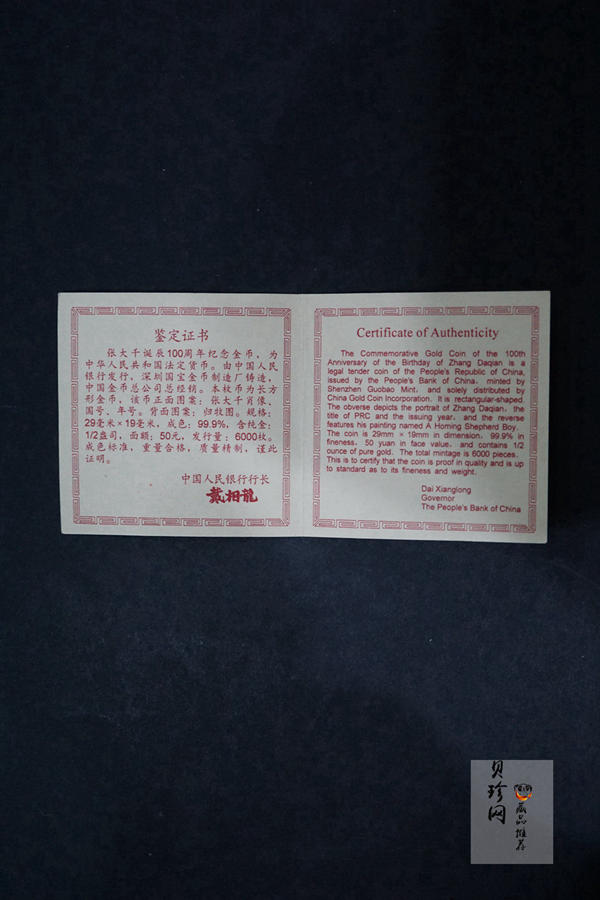 鉴定证书
张大千诞辰100周年纪念金币，为
中华人民共和国法定货币。由中国人民
银行发行，深圳国宝金币制造厂铸造，
中国金币总公司总经销。本枚币为长方
形金币，该币正面图案：张大千肖像，
国号，年号。背面图案：归牧图。规格：
29毫米×19毫米，成色：99.9%，含纯金：
1/2盎司，面额：50元，发行量：6000枚。
成色标准，重量合格，质量精制，谨此
证明。
中国人民银行行长
戴相龍
Certificate of Authenticity
The Commemorative Gold Coin of the 100th
Anniversary of the Birthday of Zhang Daqian is a
legal tender coin of the People's Republic of China,
issued by the People's Bank of China, minted by
Shenzhen Guobao Mint, and solely distributed by
China Gold Coin Incorporation. It is rectangular-shaped.
The obverse depicts the portrait of Zhang Daqian, the
title of PRC and the issuing year, and the reverse
features his painting named A Homing Shepherd Boy.
The coin is 29mm × 19mm in dimension, 99.9% in
fineness, 50 yuan in face value, and contains 1/2
ounce of pure gold. The total mintage is 6000 pieces.
This is to certify that the coin is proof in quality and is up
to standard as to its fineness and weight.
Dai Xianglong
Governor
The People's Bank of China
贝珍网
藏品推荐